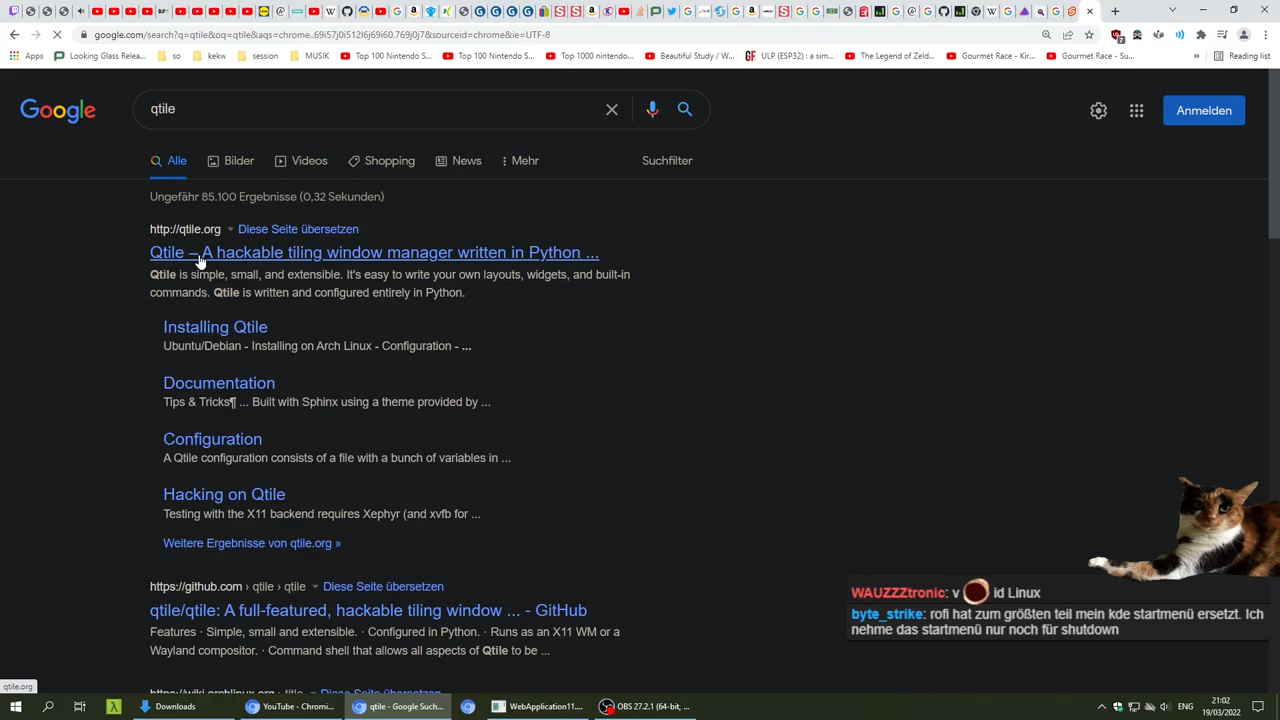 google.com/search?q=qtile&oq=qtile&aqs=chrome..69i57j0i512l6j69i60.769j0j7&sourceid=chrome&ie=UTF-8
Apps
Looking Glass Relea...
so
kekw
session
MUSIK
Top 100 Nintendo S...
Top 100 Nintendo S...
Top 1000 nintendo...
Beautiful Study / W...
ULP (ESP32) : a sim...
The Legend of Zeld...
Gourmet Race - Kir...
Gourmet Race - Su...
»
Reading list
Google
qtile
Anmelden
Alle
Bilder
Videos
Shopping
News
Mehr
Suchfilter
Ungefähr 85.100 Ergebnisse (0,32 Sekunden)
http://qtile.org
Diese Seite übersetzen
Qtile – A hackable tiling window manager written in Python ...
Qtile is simple, small, and extensible. It's easy to write your own layouts, widgets, and built-in
commands. Qtile is written and configured entirely in Python.
Installing Qtile
Ubuntu/Debian - Installing on Arch Linux - Configuration - ...
Documentation
Tips & Tricks¶ ... Built with Sphinx using a theme provided by ...
Configuration
A Qtile configuration consists of a file with a bunch of variables in ...
Hacking on Qtile
Testing with the X11 backend requires Xephyr (and xvfb for ...
Weitere Ergebnisse von qtile.org »
https://github.com › qtile › qtile
Diese Seite übersetzen
qtile/qtile: A full-featured, hackable tiling window ... - GitHub
Features · Simple, small and extensible. · Configured in Python. · Runs as an X11 WM or a
Wayland compositor. · Command shell that allows all aspects of Qtile to be ...
Diese Seite übersetzen
WAUZZZtronic: v id Linux
byte_strike: rofi hat zum größten teil mein kde startmenü ersetzt. Ich
nehme das startmenü nur noch für shutdown
qtile.org
Downloads
YouTube - Chromi...
qtile - Google Such...
WebApplication11...
OBS 27.2.1 (64-bit, ...
ENG
21:02
19/03/2022